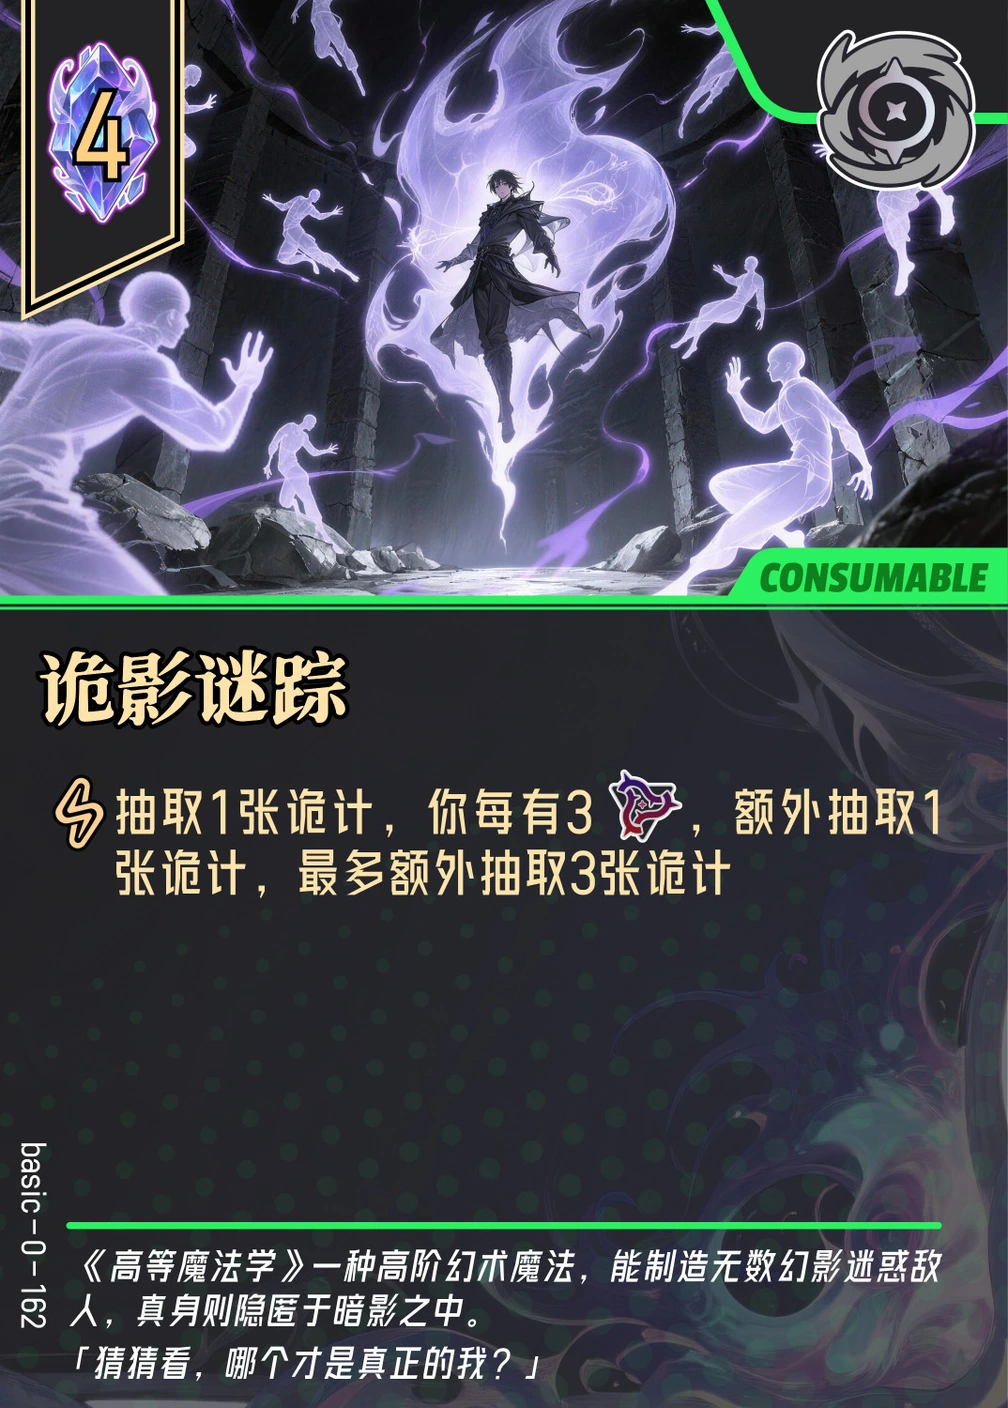 4
CONSUMABLE
诡影谜踪
抽取1张诡计，你每有3，额外抽取1
张诡计，最多额外抽取3张诡计
《高等魔法学》一种高阶幻术魔法，能制造无数幻影迷惑敌
人，真身则隐匿于暗影之中。
「猜猜看，哪个才是真正的我？」
basic-0-162